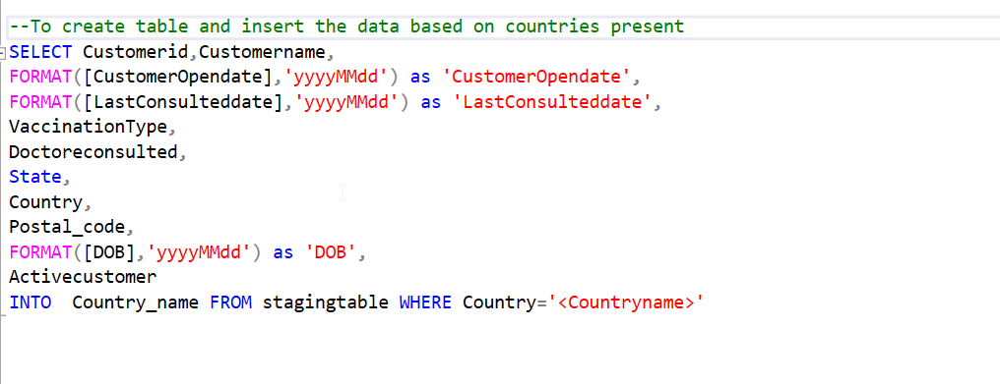 --To create table and insert the data based on countries present
SELECT Customerid,Customername,
FORMAT([CustomerOpendate],'yyyyMMdd') as 'CustomerOpendate',
FORMAT([LastConsulteddate],'yyyyMMdd') as 'LastConsulteddate',
VaccinationType,
Doctoreconsulted,
State,
Country,
Postal_code,
FORMAT([DOB],'yyyyMMdd') as 'DOB',
Activecustomer
INTO  Country_name FROM stagingtable WHERE Country='<Countryname>'